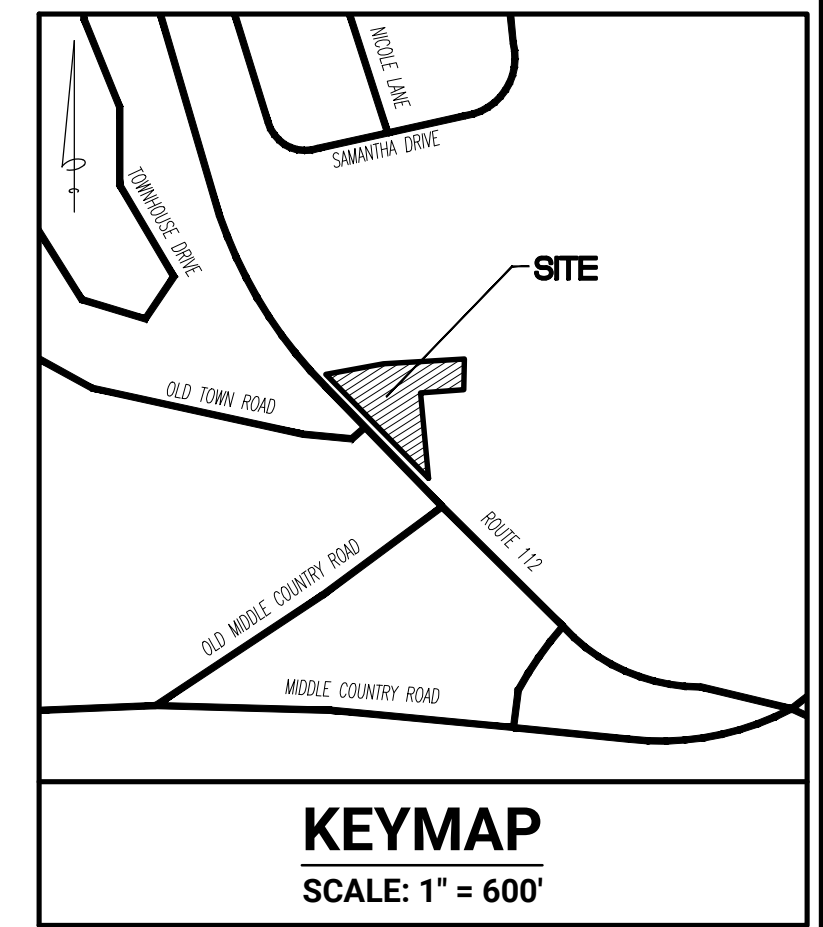 NICOLE LANE
SAMANTHA DRIVE
TOWNHOUSE DRIVE
SITE
OLD TOWN ROAD
ROUTE 112
OLD MIDDLE COUNTRY ROAD
MIDDLE COUNTRY ROAD
KEYMAP
SCALE: 1" = 600'